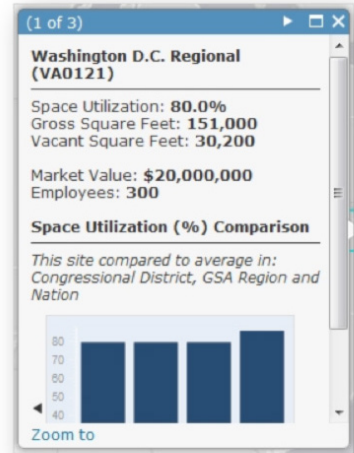 (1 of 3)
Washington D.C. Regional
(VA0121)
Space Utilization: 80.0%
Gross Square Feet: 151,000
Vacant Square Feet: 30,200
Market Value: $20,000,000
Employees: 300
Space Utilization (%) Comparison
This site compared to average in:
Congressional District, GSA Region and
Nation
80
70
60
50
40
Zoom to